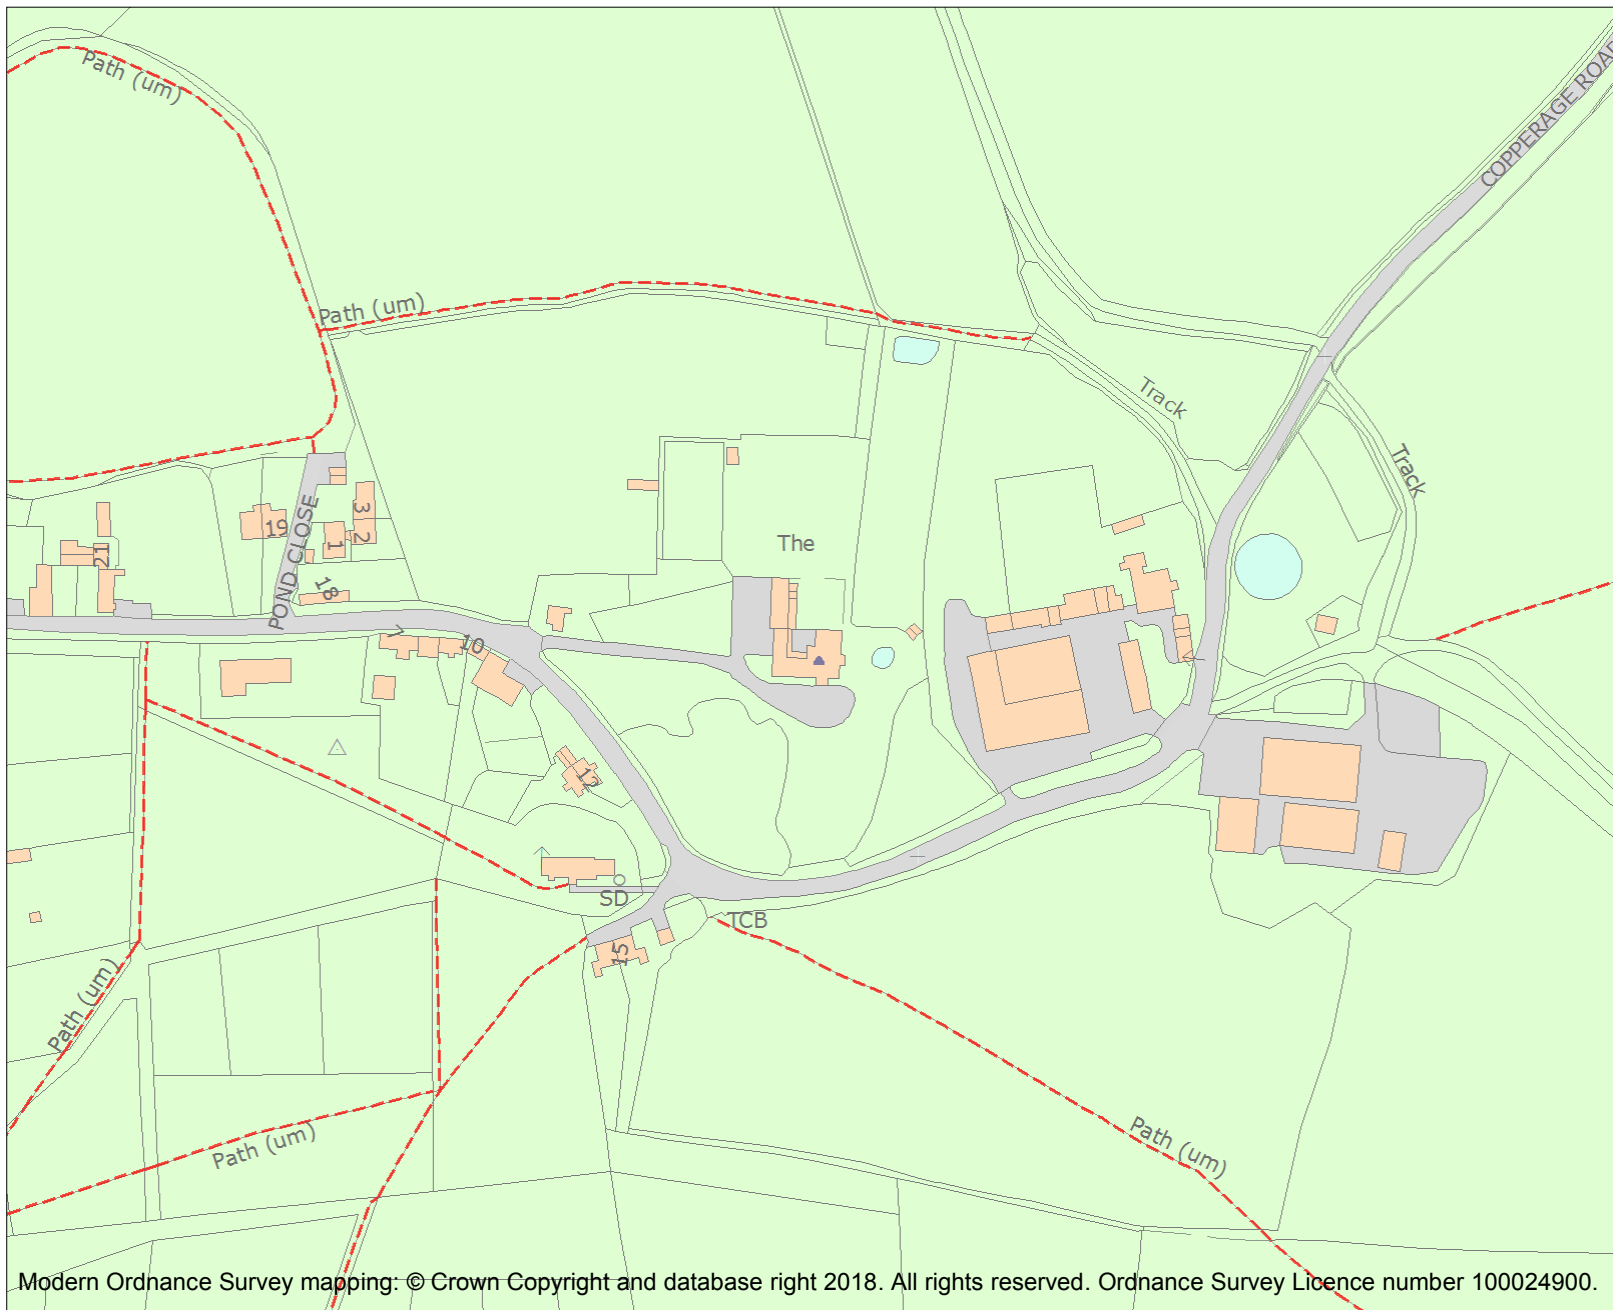 Path (um)
COPPERAGE ROAD
Path (um)
Track
Track
POND CLOSE
19
3
2
1
21
18
The
7
10
12
SD
TCB
15
Path (um)
Path (um)
Path (um)
Modern Ordnance Survey mapping: © Crown Copyright and database right 2018. All rights reserved. Ordnance Survey Licence number 100024900.